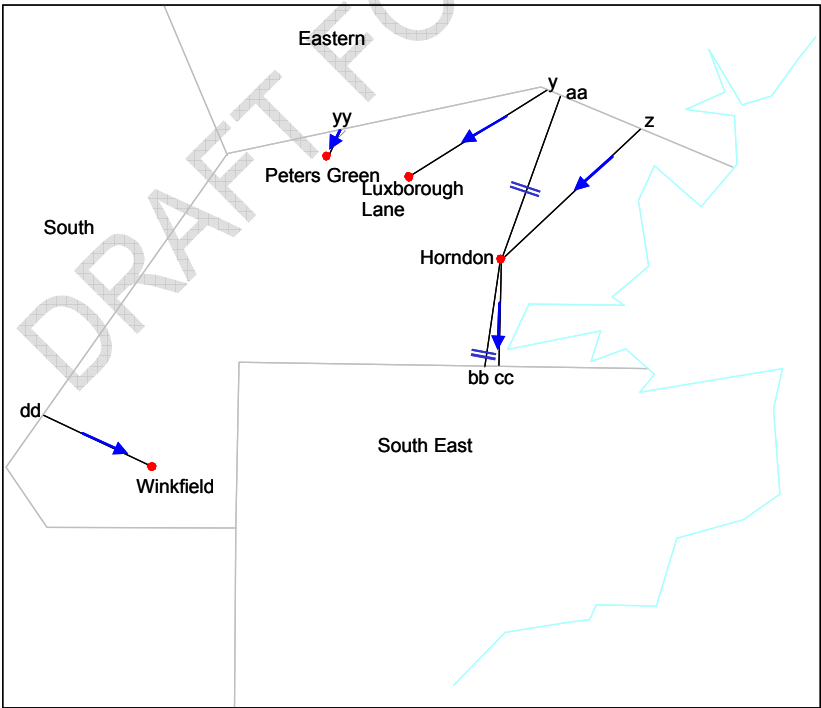 Eastern
DRAFT FO
y
aa
yy
z
Peters Green
Luxborough
Lane
South
Horndon
bb cc
dd
South East
Winkfield